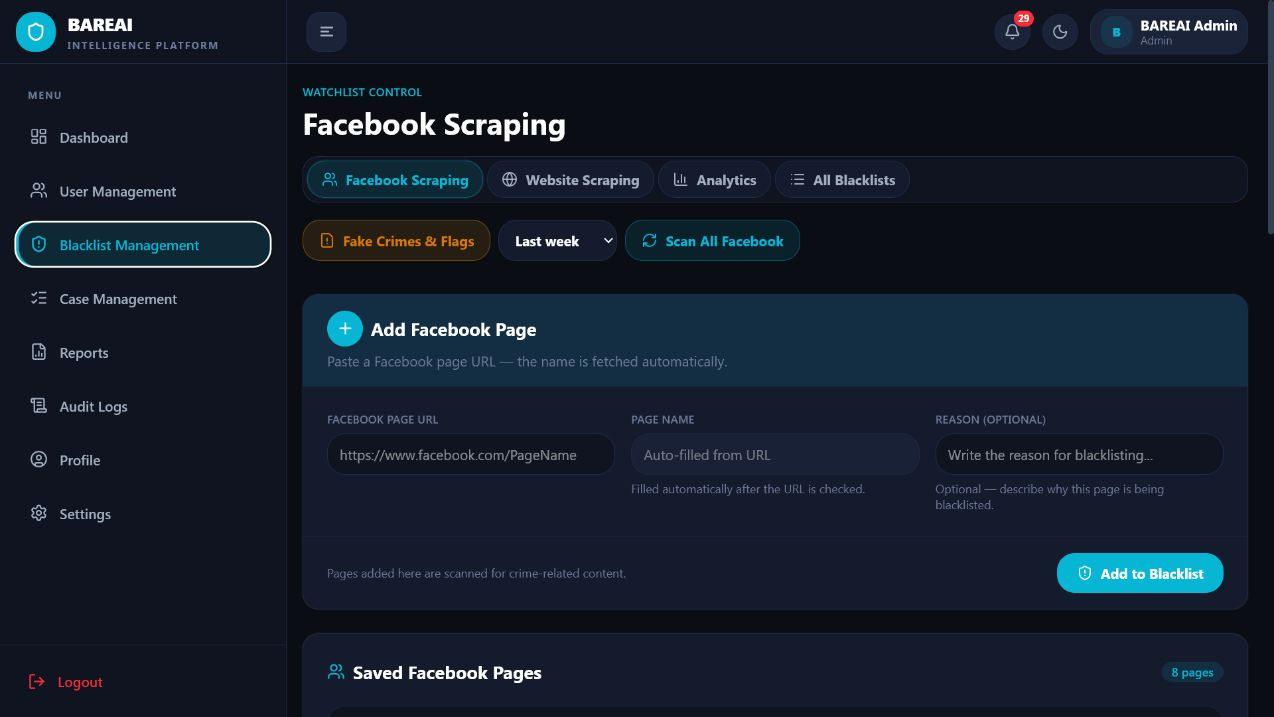 BAREAI
INTELLIGENCE PLATFORM
29
B
BAREAI Admin
Admin
MENU
Dashboard
User Management
Blacklist Management
Case Management
Reports
Audit Logs
Profile
Settings
Logout
WATCHLIST CONTROL
Facebook Scraping
Facebook Scraping
Website Scraping
Analytics
All Blacklists
Fake Crimes & Flags
Last week
Scan All Facebook
Add Facebook Page
Paste a Facebook page URL — the name is fetched automatically.
FACEBOOK PAGE URL
PAGE NAME
REASON (OPTIONAL)
https://www.facebook.com/PageName
Auto-filled from URL
Write the reason for blacklisting...
Filled automatically after the URL is checked.
Optional — describe why this page is being
blacklisted.
Pages added here are scanned for crime-related content.
Add to Blacklist
Saved Facebook Pages
8 pages